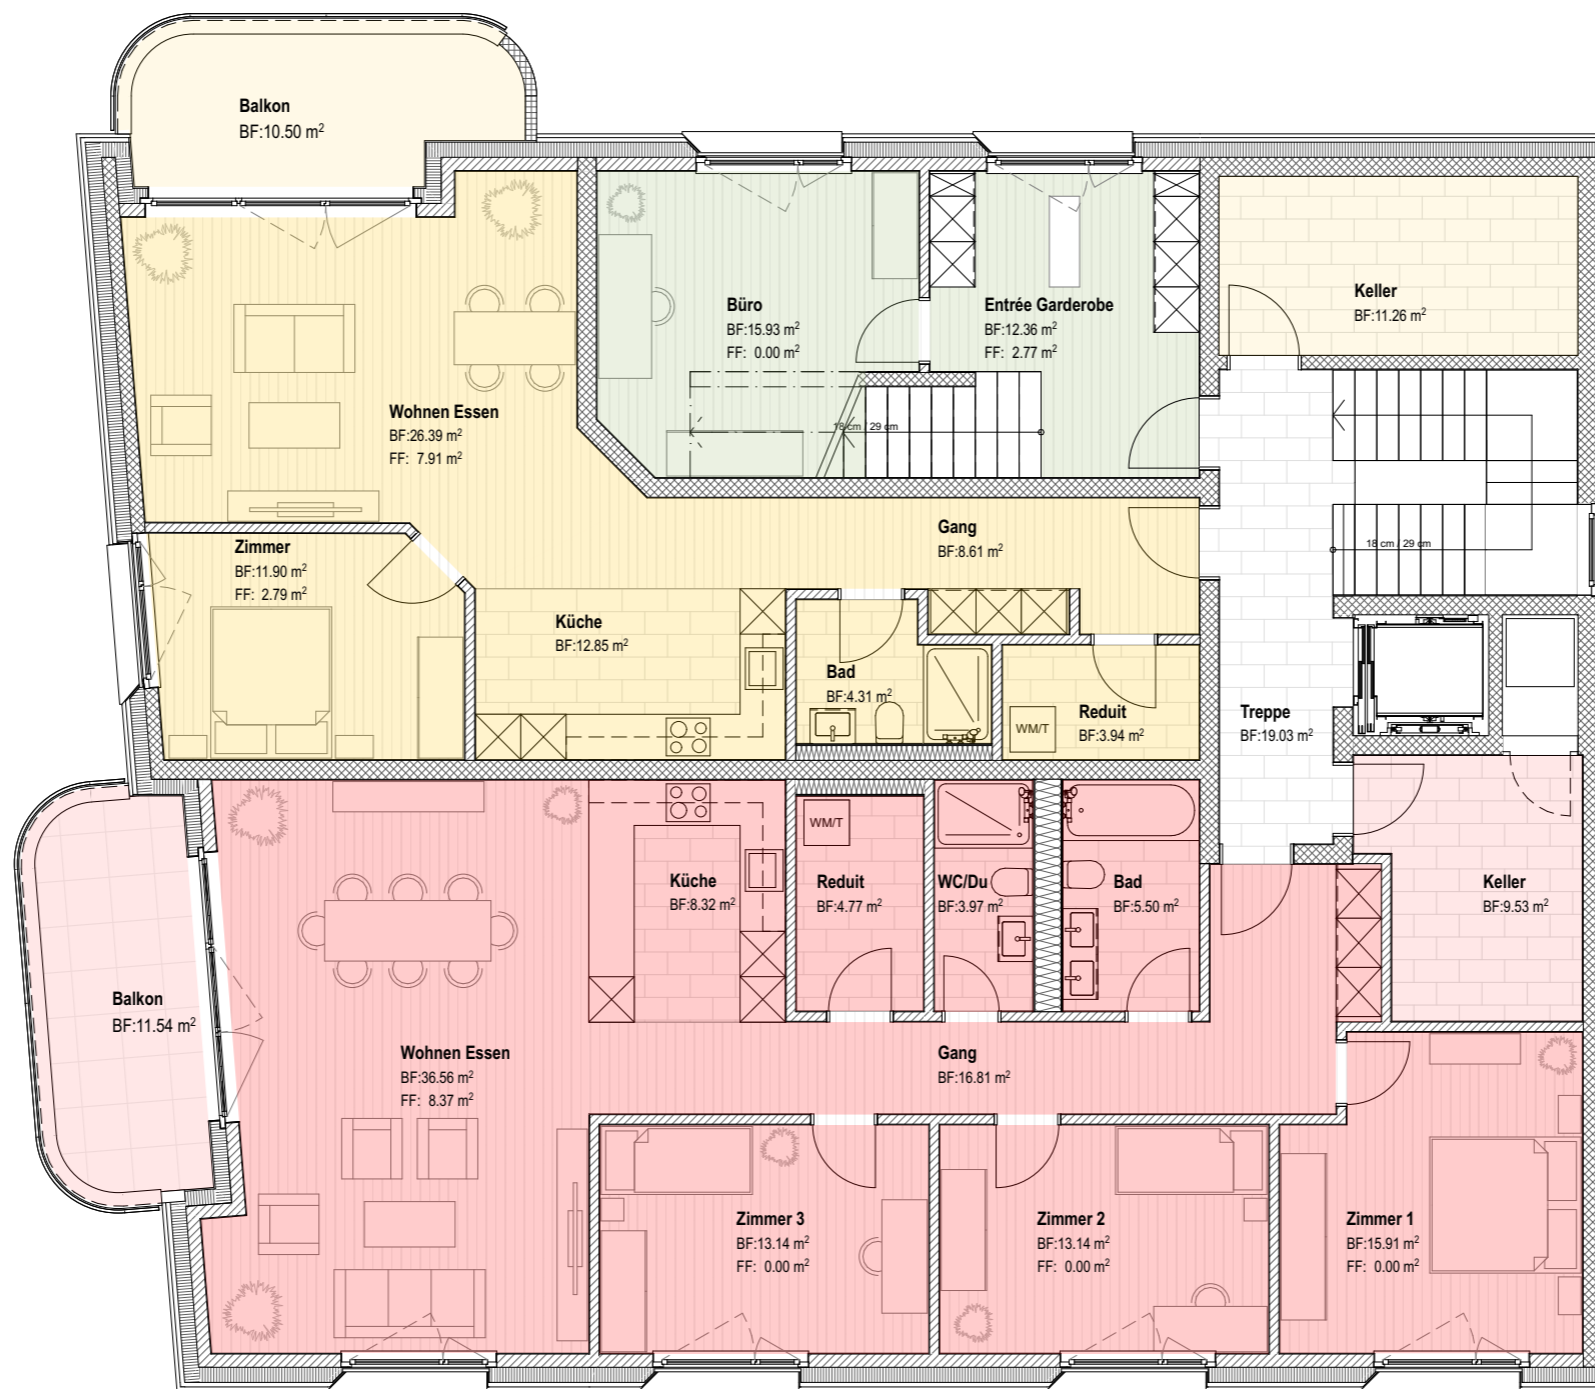 Balkon
BF:10.50 m²
Büro
BF:15.93 m²
FF: 0.00 m²
Entrée Garderobe
BF:12.36 m²
FF: 2.77 m²
Keller
BF:11.26 m²
Wohnen Essen
BF:26.39 m²
FF: 7.91 m²
18 cm / 29 cm
Gang
BF:8.61 m²
18 cm / 29 cm
Zimmer
BF:11.90 m²
FF: 2.79 m²
Küche
BF:12.85 m²
Bad
BF:4.31 m²
WM/T
Reduit
BF:3.94 m²
Treppe
BF:19.03 m²
WM/T
Küche
BF:8.32 m²
Reduit
BF:4.77 m²
WC/Du
BF:3.97 m²
Bad
BF:5.50 m²
Keller
BF:9.53 m²
Balkon
BF:11.54 m²
Wohnen Essen
BF:36.56 m²
FF: 8.37 m²
Gang
BF:16.81 m²
Zimmer 3
BF:13.14 m²
FF: 0.00 m²
Zimmer 2
BF:13.14 m²
FF: 0.00 m²
Zimmer 1
BF:15.91 m²
FF: 0.00 m²